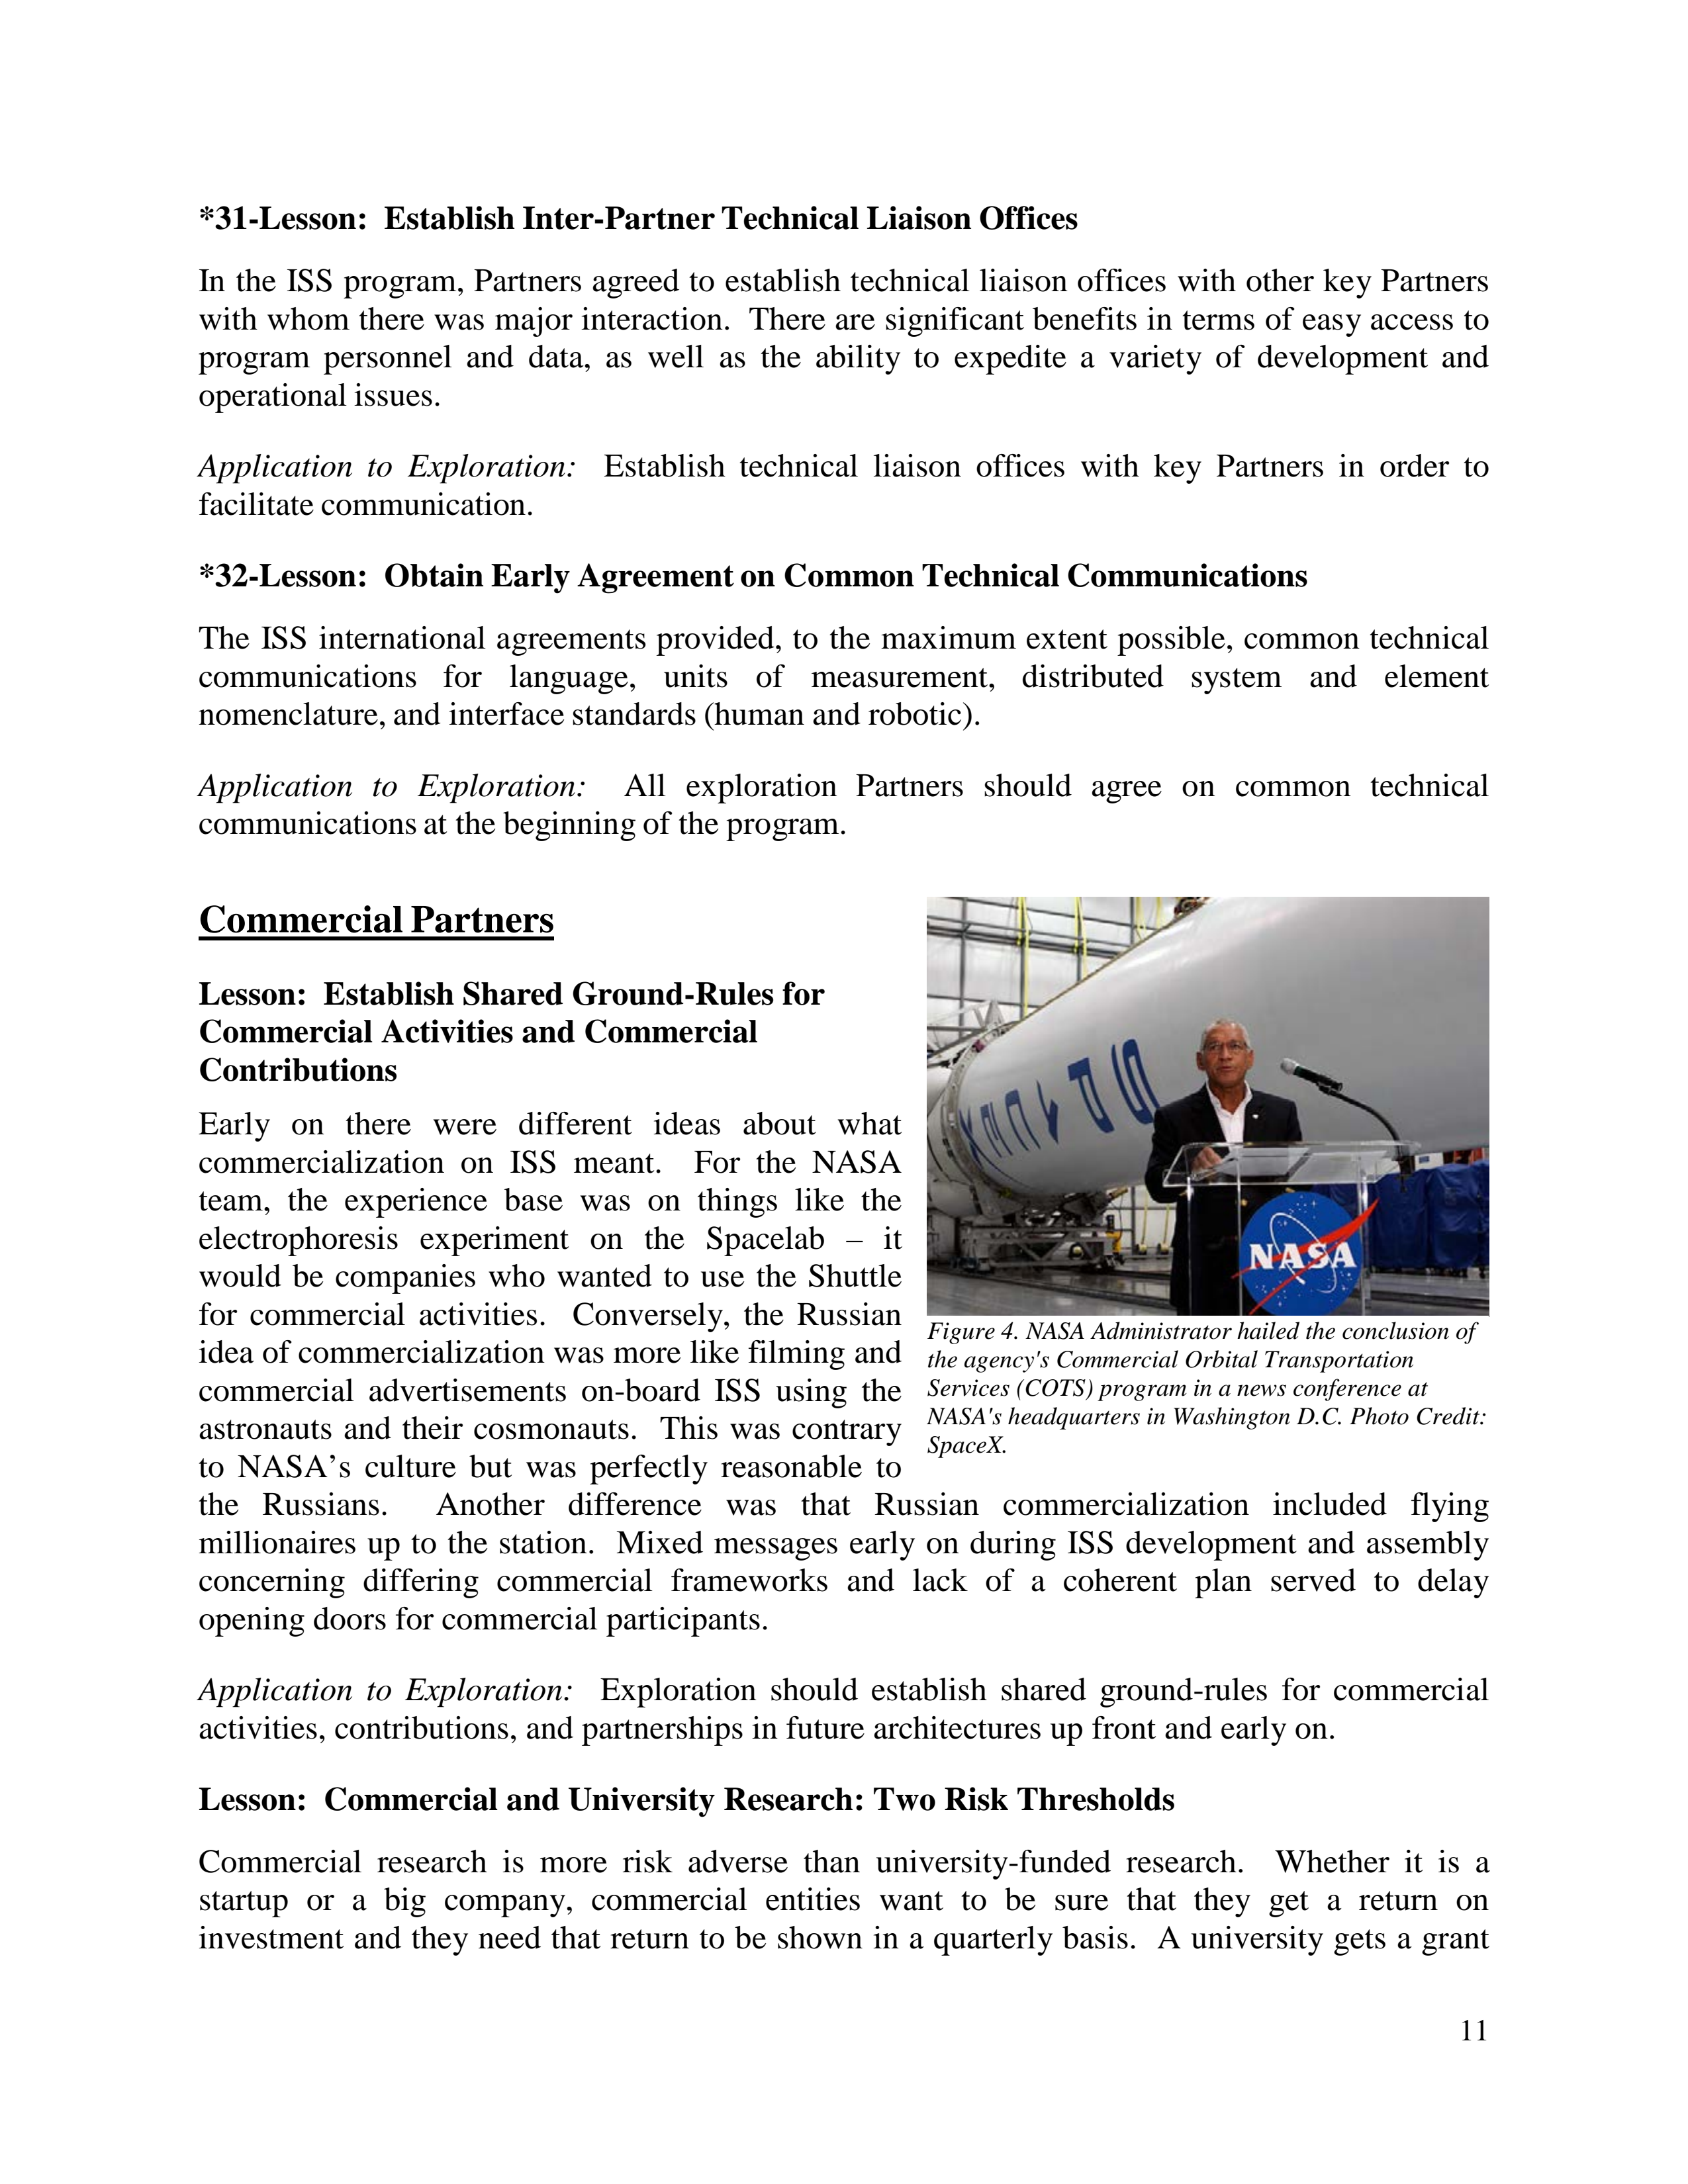 *31-Lesson: Establish Inter-Partner Technical Liaison Offices
In the ISS program, Partners agreed to establish technical liaison offices with other key Partners
with whom there was major interaction. There are significant benefits in terms of easy access to
program personnel and data, as well as the ability to expedite a variety of development and
operational issues.
Application to Exploration: Establish technical liaison offices with key Partners in order to
facilitate communication.
*32-Lesson: Obtain Early Agreement on Common Technical Communications
The ISS international agreements provided, to the maximum extent possible, common technical
communications for language, units of measurement, distributed system and element
nomenclature, and interface standards (human and robotic).
Application to Exploration: All exploration Partners should agree on common technical
communications at the beginning of the program.
Commercial Partners
Lesson: Establish Shared Ground-Rules for
Commercial Activities and Commercial
Contributions
Early on there were different ideas about what
commercialization on ISS meant. For the NASA
team, the experience base was on things like the
electrophoresis experiment on the Spacelab – it
would be companies who wanted to use the Shuttle
for commercial activities. Conversely, the Russian
idea of commercialization was more like filming and
commercial advertisements on-board ISS using the
astronauts and their cosmonauts. This was contrary
to NASA’s culture but was perfectly reasonable to
the Russians. Another difference was that Russian commercialization included flying
millionaires up to the station. Mixed messages early on during ISS development and assembly
concerning differing commercial frameworks and lack of a coherent plan served to delay
opening doors for commercial participants.
SPACEX
NASA
Figure 4. NASA Administrator hailed the conclusion of
the agency's Commercial Orbital Transportation
Services (COTS) program in a news conference at
NASA's headquarters in Washington D.C. Photo Credit:
SpaceX.
Application to Exploration: Exploration should establish shared ground-rules for commercial
activities, contributions, and partnerships in future architectures up front and early on.
Lesson: Commercial and University Research: Two Risk Thresholds
Commercial research is more risk adverse than university-funded research. Whether it is a
startup or a big company, commercial entities want to be sure that they get a return on
investment and they need that return to be shown in a quarterly basis. A university gets a grant
11